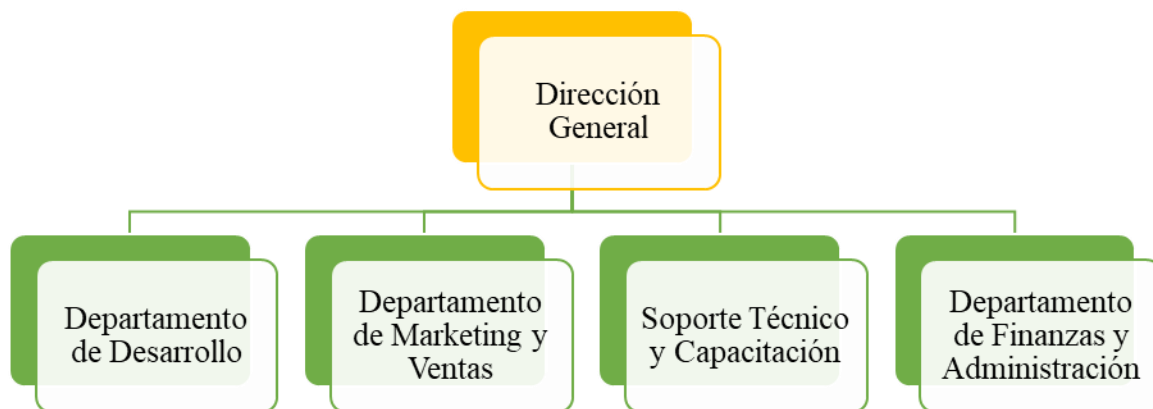 Dirección
General
Departamento
de Desarrollo
Departamento
de Marketing y
Ventas
Soporte Técnico
y Capacitación
Departamento
de Finanzas y
Administración